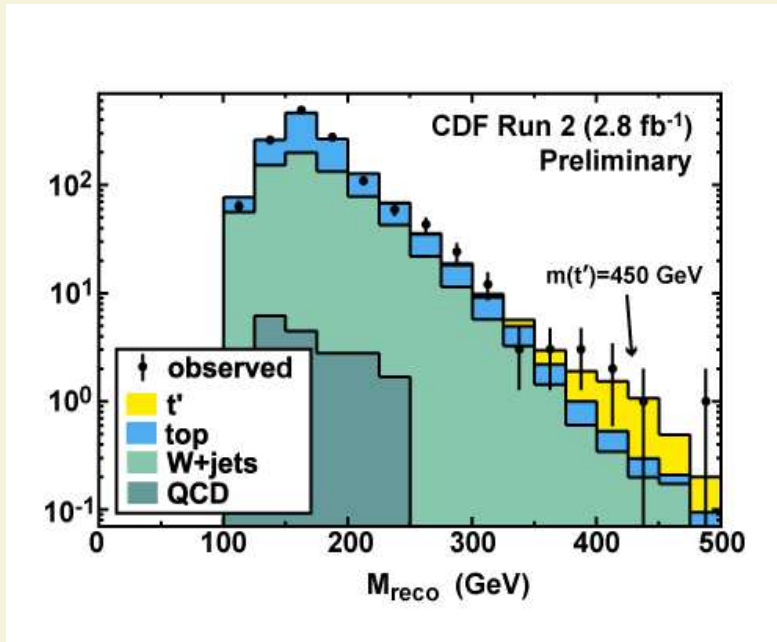 CDF Run 2 (2.8 fb⁻¹)
Preliminary
10²
m(t′)=450 GeV
10¹
observed
10⁰
t'
top
W+jets
QCD
10⁻¹
0 100 200 300 400 500
M_reco (GeV)